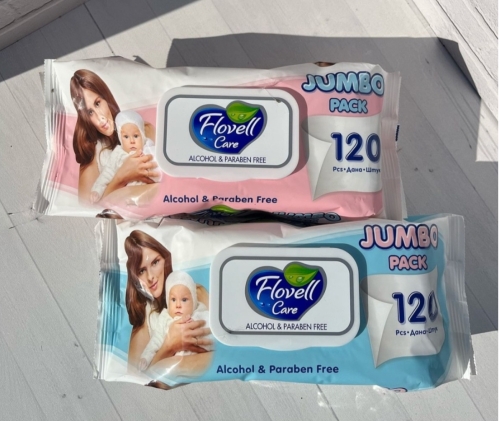 JUMBO
PACK
Flovell
Care
ALCOHOL & PARABEN FREE
120
Pcs•Дана•Штук
Alcohol & Paraben Free
JUMBO
PACK
Flovell
Care
ALCOHOL & PARABEN FREE
120
Alcohol & Paraben Free